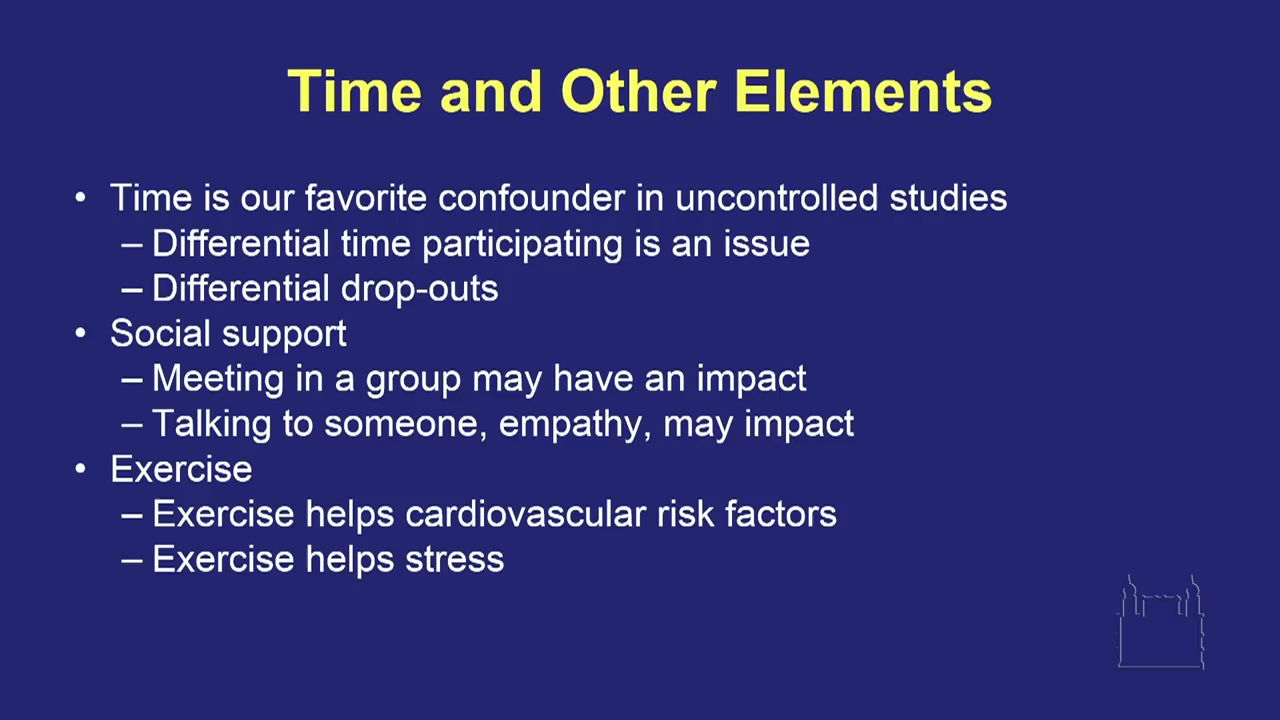 Time and Other Elements
• Time is our favorite confounder in uncontrolled studies
– Differential time participating is an issue
– Differential drop-outs
• Social support
– Meeting in a group may have an impact
– Talking to someone, empathy, may impact
• Exercise
– Exercise helps cardiovascular risk factors
– Exercise helps stress